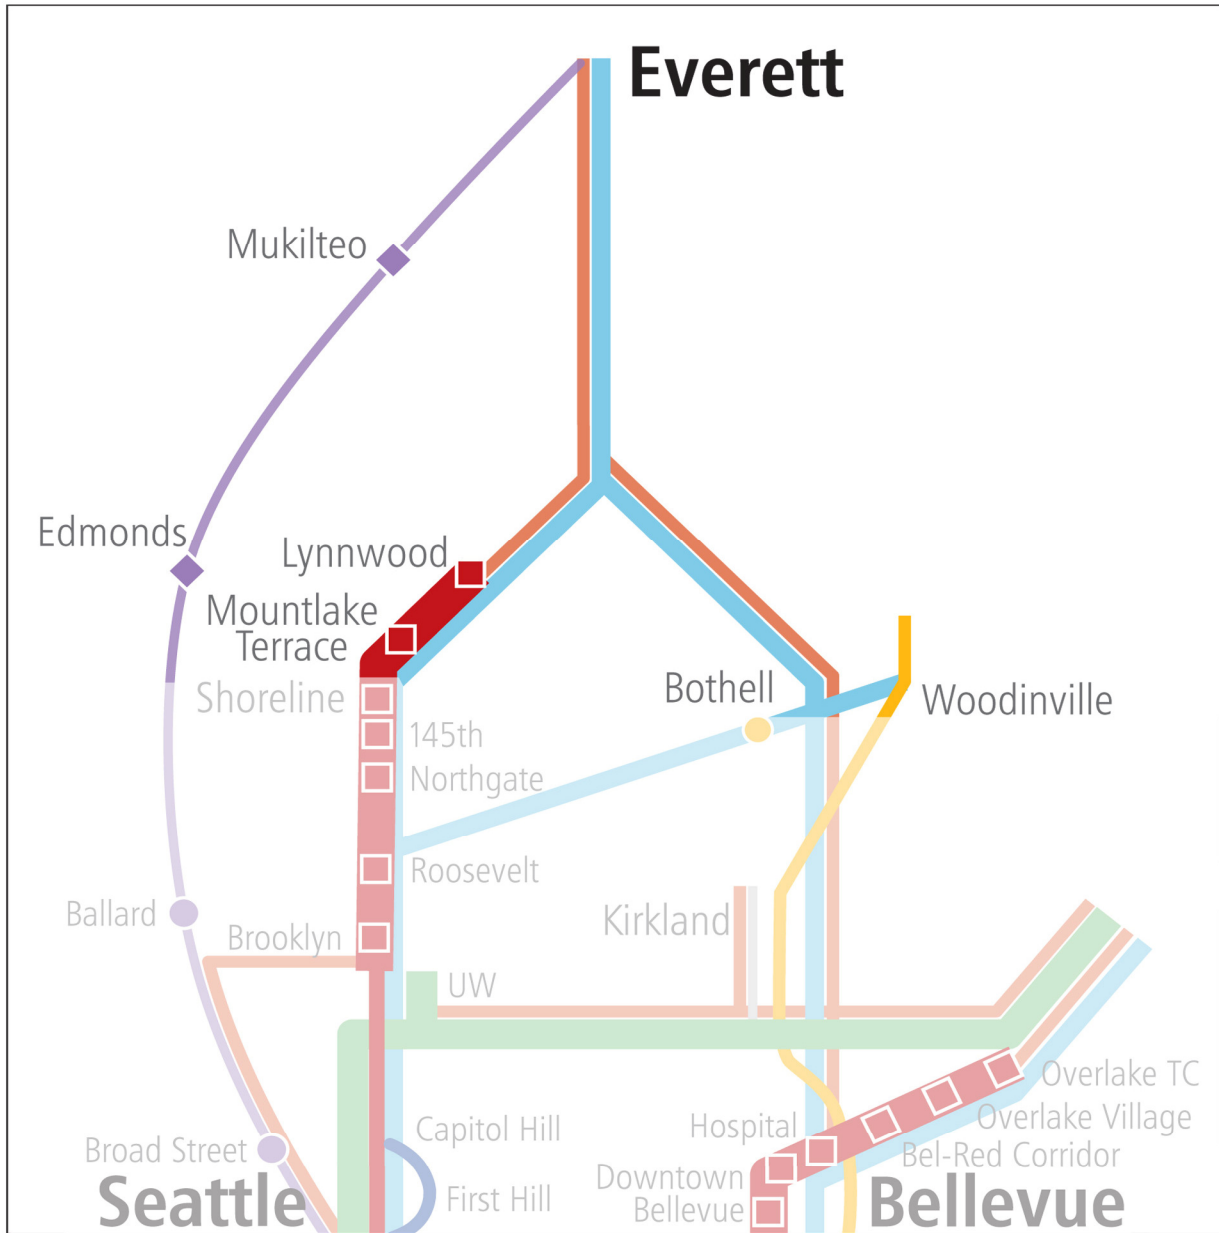 Everett
Mukilteo
Edmonds
Lynnwood
Mountlake
Terrace
Bothell
Woodinville
Shoreline
145th
Northgate
Roosevelt
Ballard
Brooklyn
Kirkland
UW
Overlake TC
Overlake Village
Bel-Red Corridor
Hospital
Capitol Hill
Broad Street
Downtown
Bellevue
First Hill
Seattle
Bellevue